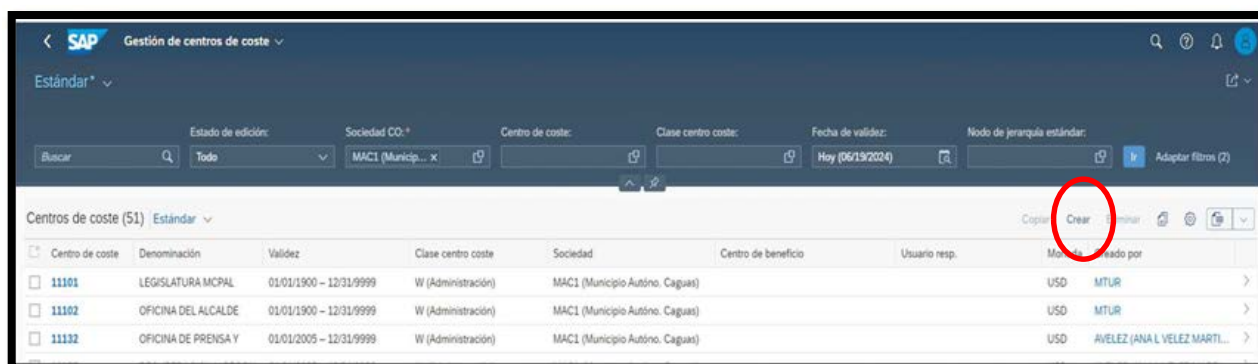 SAP Gestión de centros de coste
Estándar*
Estado de edición: Sociedad CO:* Centro de coste: Clase centro coste: Fecha de validez: Nodo de jerarquía estándar:
Buscar Todo MAC1 (Municip... x Hoy (06/19/2024) Ir Adaptar filtros (2)
Centros de coste (51) Estándar Copiar Crear
Centro de coste Denominación Validez Clase centro coste Sociedad Centro de beneficio Usuario resp. Creado por
11101 LEGISLATURA MCPAL 01/01/1900 – 12/31/9999 W (Administración) MAC1 (Municipio Autóno. Caguas) USD MTUR
11102 OFICINA DEL ALCALDE 01/01/1900 – 12/31/9999 W (Administración) MAC1 (Municipio Autóno. Caguas) USD MTUR
11132 OFICINA DE PRENSA Y 01/01/2005 – 12/31/9999 W (Administración) MAC1 (Municipio Autóno. Caguas) USD AVELEZ (ANA L VELEZ MARTI...